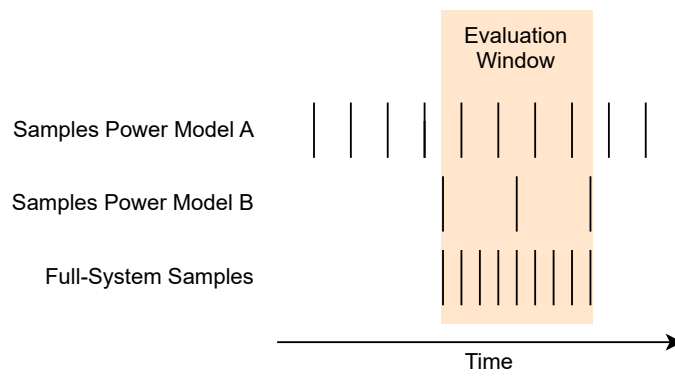 Evaluation
Window
Samples Power Model A
Samples Power Model B
Full-System Samples
Time